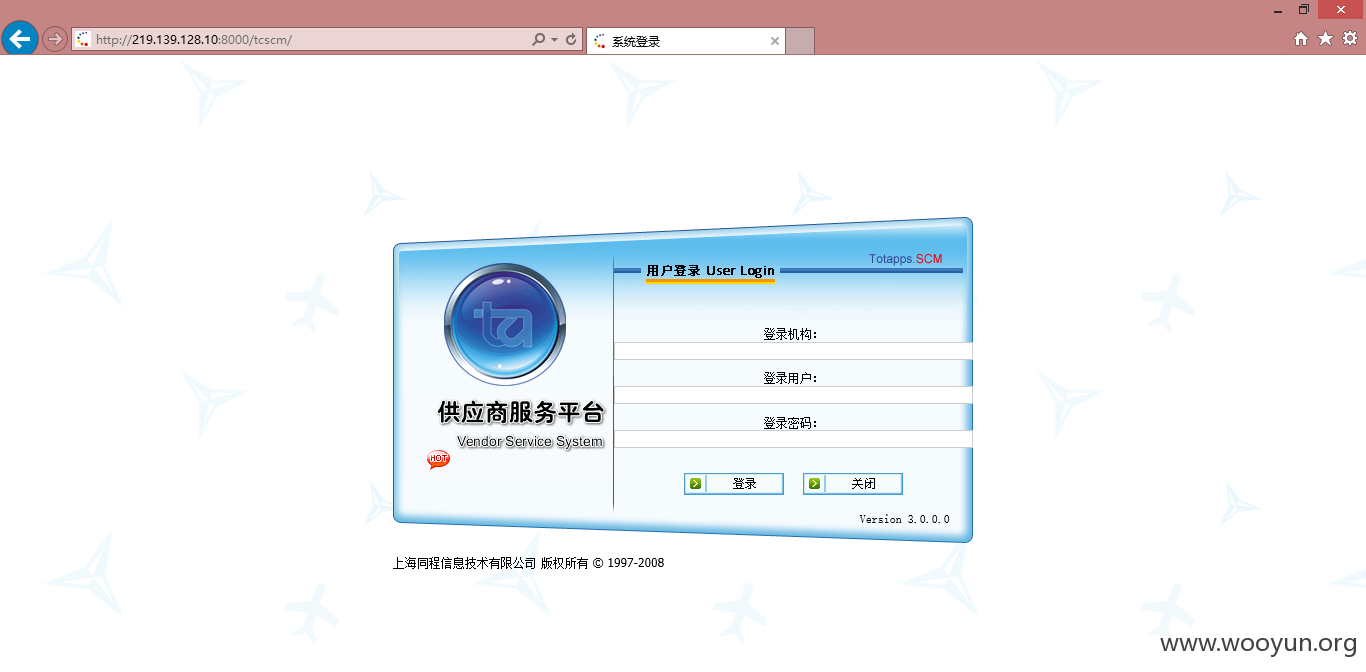 http://219.139.128.10:8000/tcscm/
系统登录
Totapps.SCM
用户登录 User Login
ta
登录机构:
登录用户:
登录密码:
供应商服务平台
Vendor Service System
HOT
登录
关闭
Version 3.0.0.0
上海同程信息技术有限公司 版权所有 © 1997-2008
www.wooyun.org